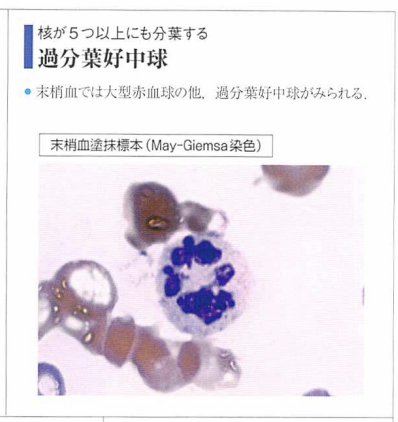 核が５つ以上にも分葉する
過分葉好中球
● 末梢血では大型赤血球の他，過分葉好中球がみられる．
末梢血塗抹標本（May-Giemsa染色）